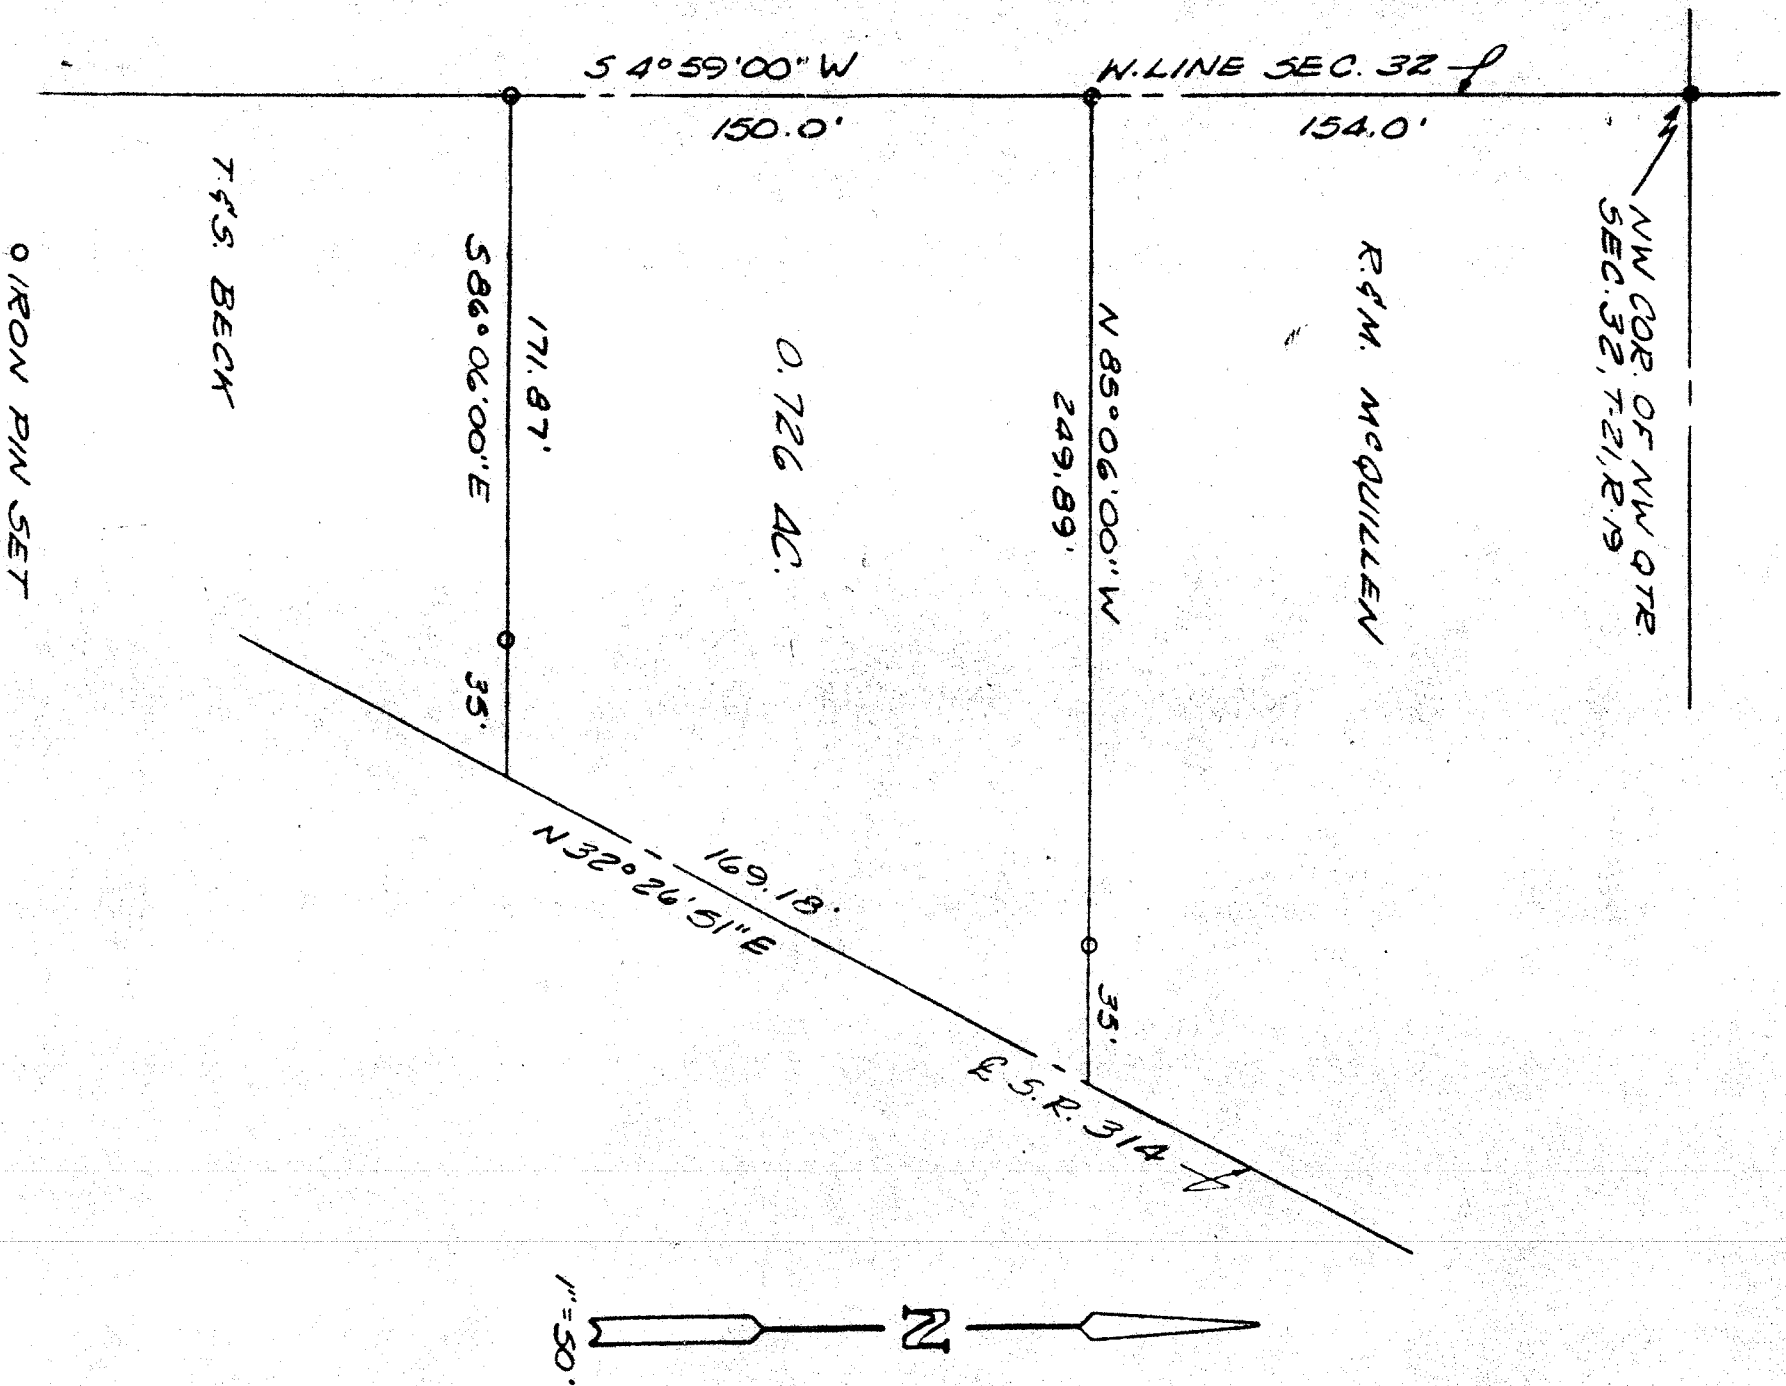 S 4°59'00" W
W. LINE SEC. 32
150.0'
154.0'
NW COR. OF NW QTR.
SEC. 32, T-21, R-19
R.&M. MCQUILLEN
N 85°06'00" W
249.89'
35'
0.726 AC.
171.87'
S 86°06'00" E
35'
T&S. BECK
O IRON PIN SET
169.18'
N 32°26'51" E
℄ S.R. 314
N
1"=50'